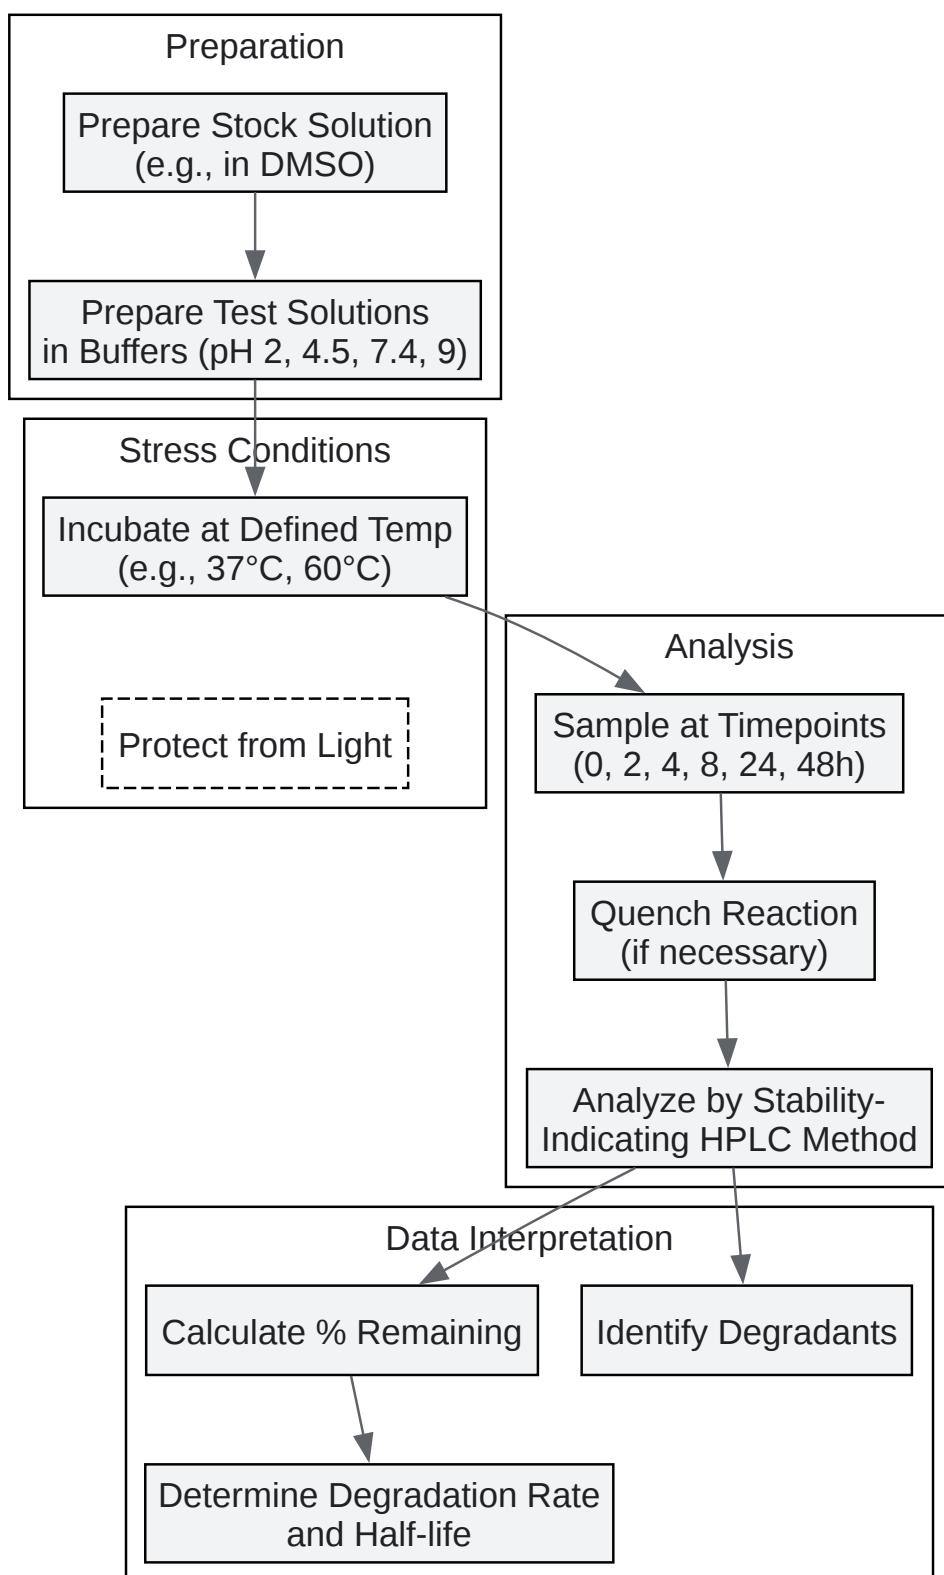 Preparation
Prepare Stock Solution
(e.g., in DMSO)
Prepare Test Solutions
in Buffers (pH 2, 4.5, 7.4, 9)
Stress Conditions
Incubate at Defined Temp
(e.g., 37°C, 60°C)
Protect from Light
Analysis
Sample at Timepoints
(0, 2, 4, 8, 24, 48h)
Quench Reaction
(if necessary)
Analyze by Stability-
Indicating HPLC Method
Data Interpretation
Calculate % Remaining
Identify Degradants
Determine Degradation Rate
and Half-life